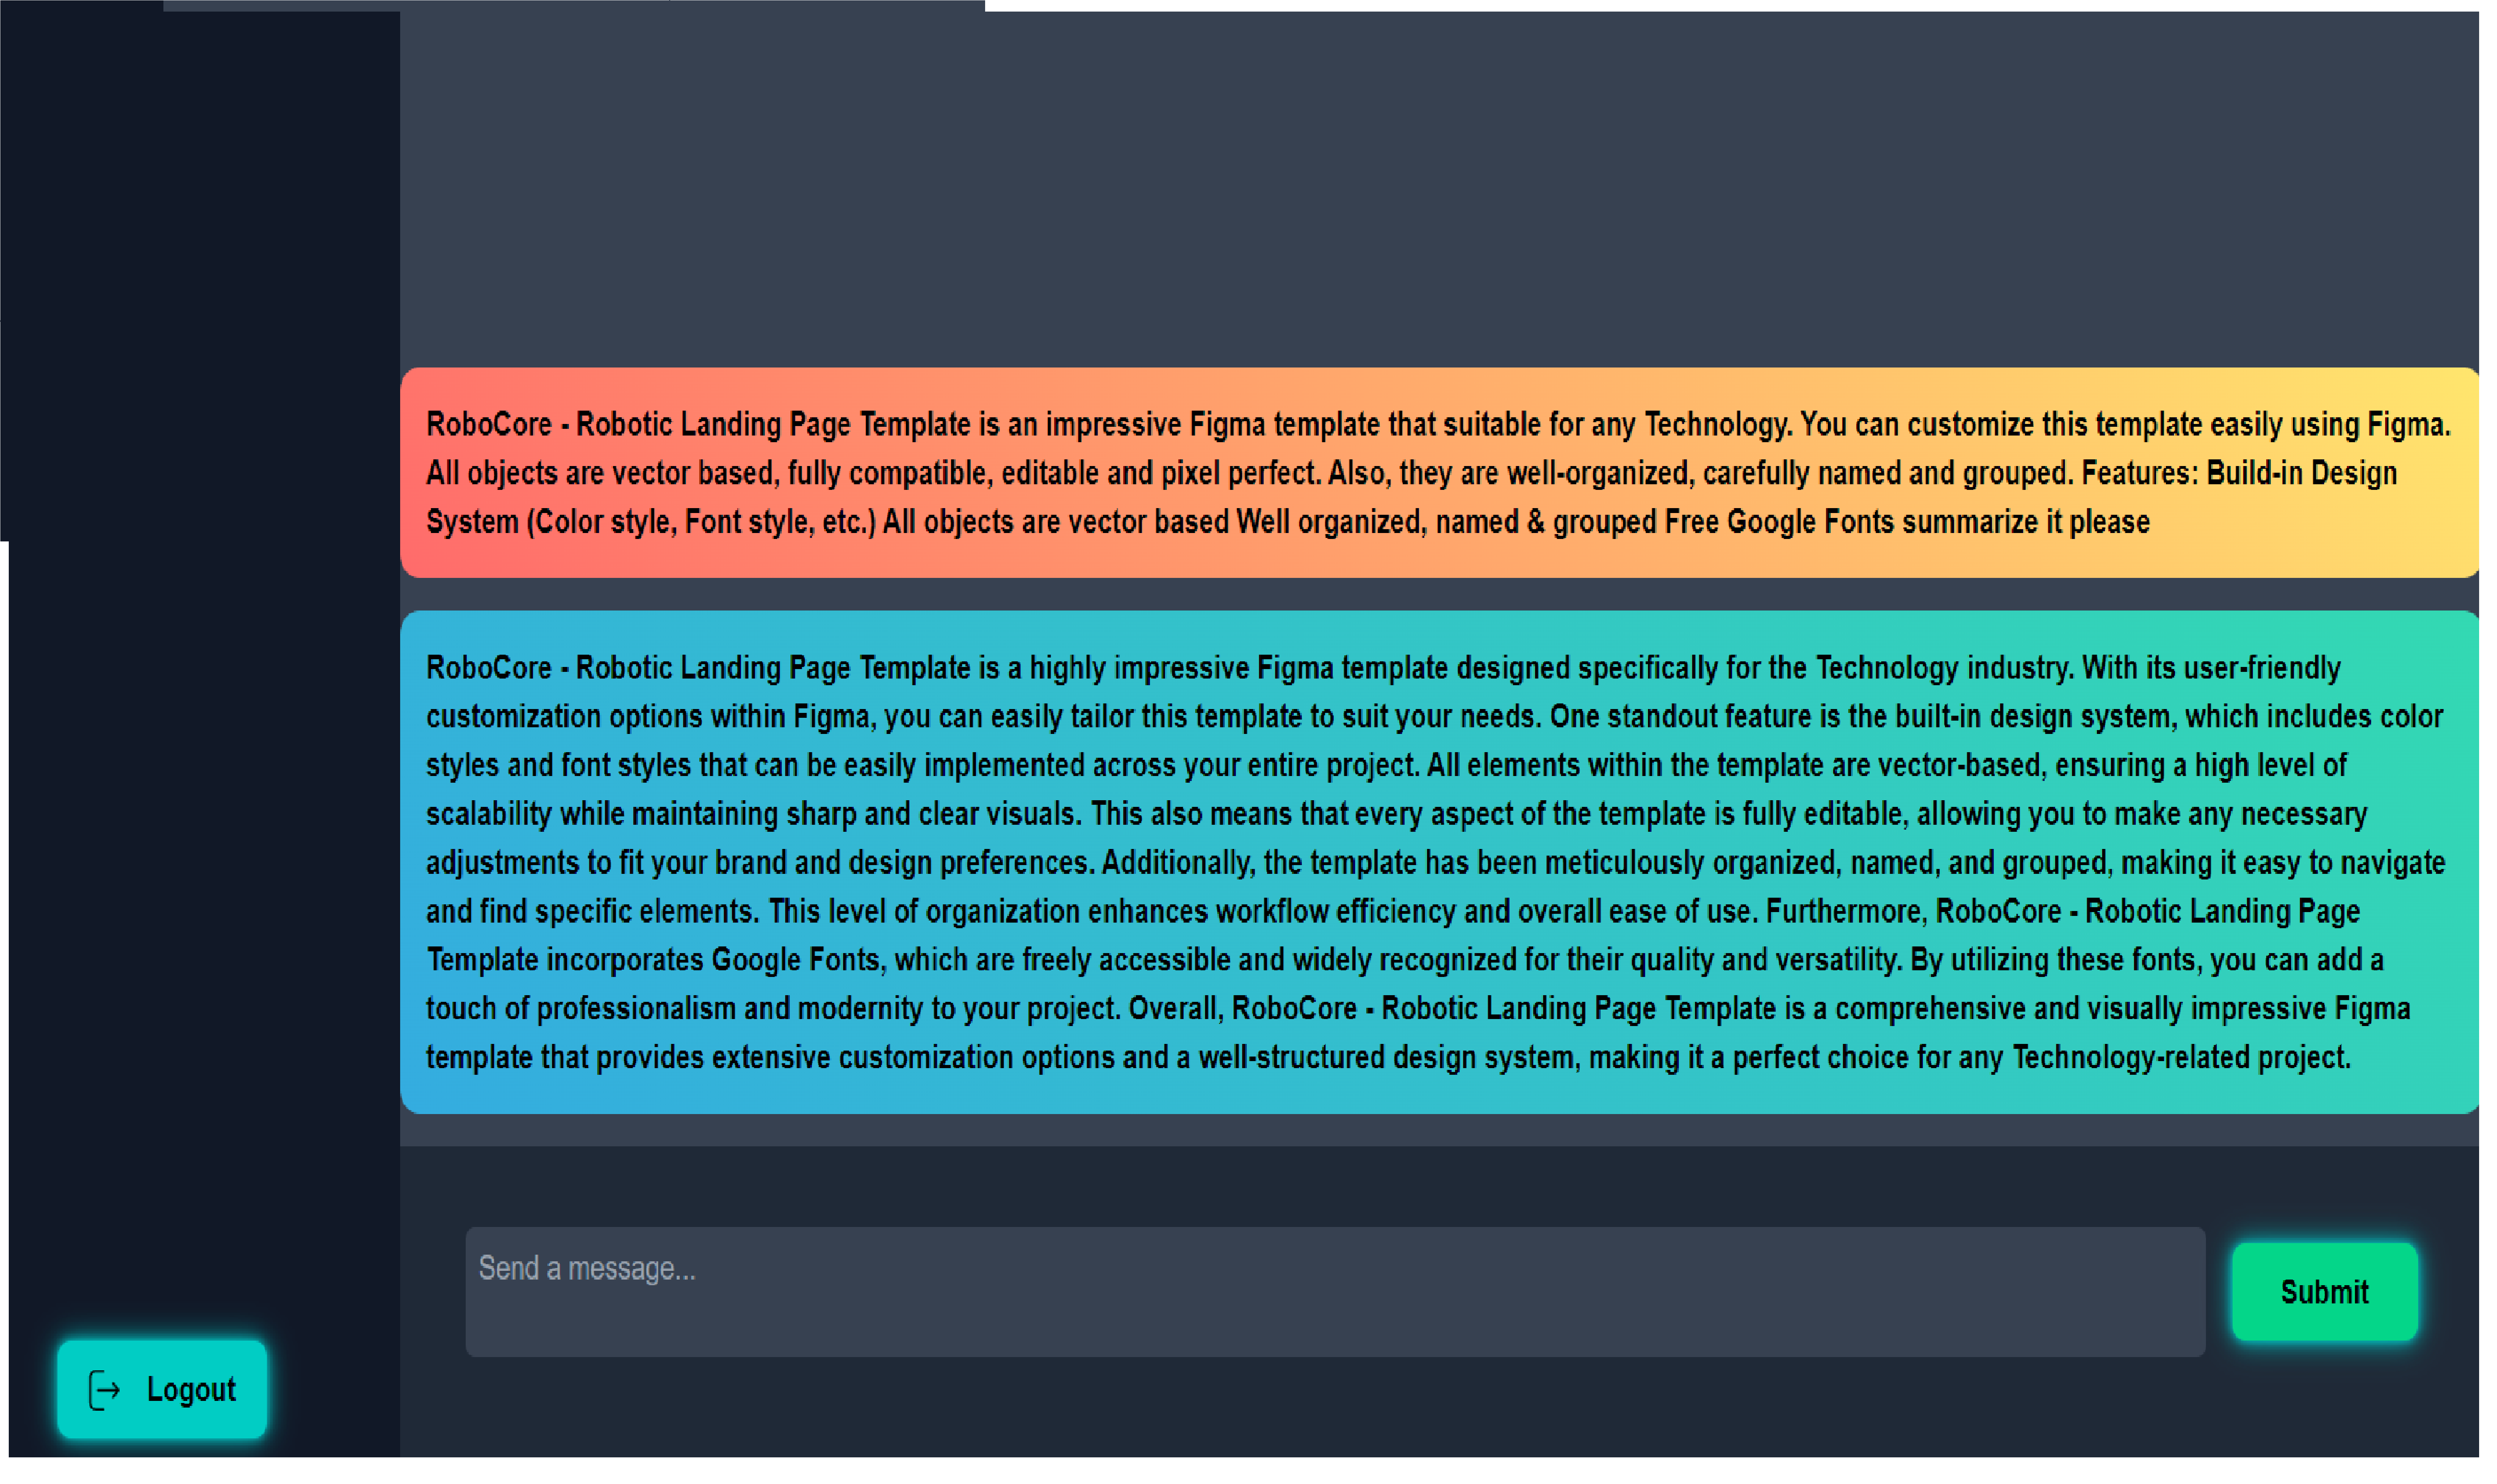 RoboCore - Robotic Landing Page Template is an impressive Figma template that suitable for any Technology. You can customize this template easily using Figma.
All objects are vector based, fully compatible, editable and pixel perfect. Also, they are well-organized, carefully named and grouped. Features: Build-in Design
System (Color style, Font style, etc.) All objects are vector based Well organized, named & grouped Free Google Fonts summarize it please
RoboCore - Robotic Landing Page Template is a highly impressive Figma template designed specifically for the Technology industry. With its user-friendly
customization options within Figma, you can easily tailor this template to suit your needs. One standout feature is the built-in design system, which includes color
styles and font styles that can be easily implemented across your entire project. All elements within the template are vector-based, ensuring a high level of
scalability while maintaining sharp and clear visuals. This also means that every aspect of the template is fully editable, allowing you to make any necessary
adjustments to fit your brand and design preferences. Additionally, the template has been meticulously organized, named, and grouped, making it easy to navigate
and find specific elements. This level of organization enhances workflow efficiency and overall ease of use. Furthermore, RoboCore - Robotic Landing Page
Template incorporates Google Fonts, which are freely accessible and widely recognized for their quality and versatility. By utilizing these fonts, you can add a
touch of professionalism and modernity to your project. Overall, RoboCore - Robotic Landing Page Template is a comprehensive and visually impressive Figma
template that provides extensive customization options and a well-structured design system, making it a perfect choice for any Technology-related project.
Send a message...
Submit
Logout